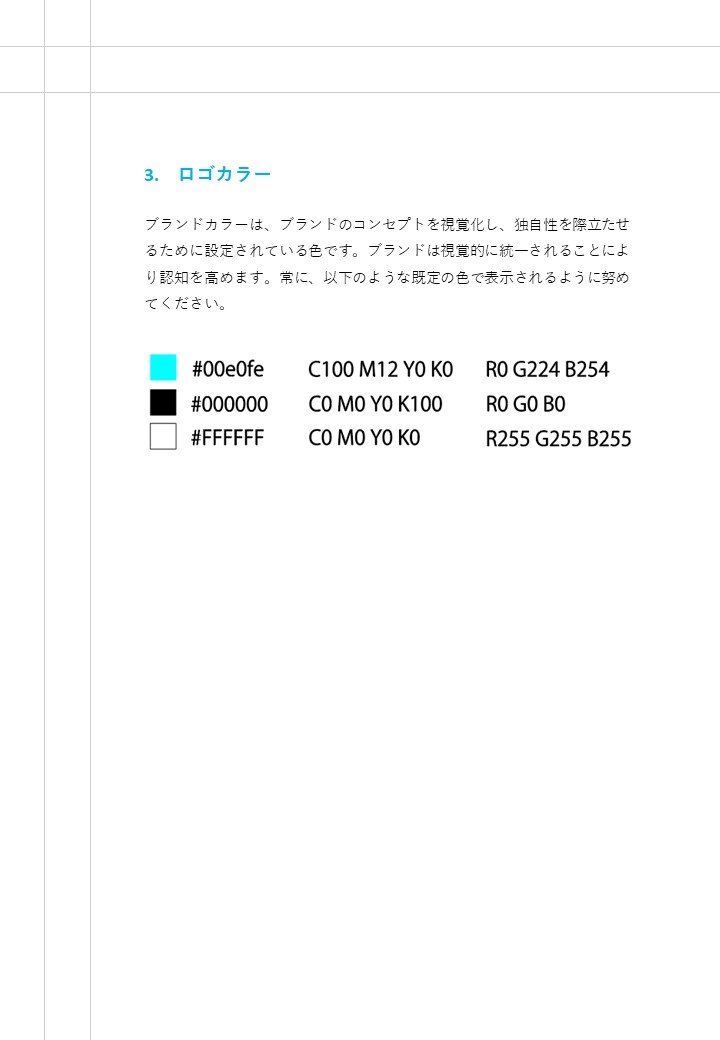 3. ロゴカラー
ブランドカラーは、ブランドのコンセプトを視覚化し、独自性を際立たせ
るために設定されている色です。ブランドは視覚的に統一されることによ
り認知を高めます。常に、以下のような既定の色で表示されるように努め
てください。
#00e0fe C100 M12 Y0 K0 R0 G224 B254
#000000 C0 M0 Y0 K100 R0 G0 B0
#FFFFFF C0 M0 Y0 K0 R255 G255 B255